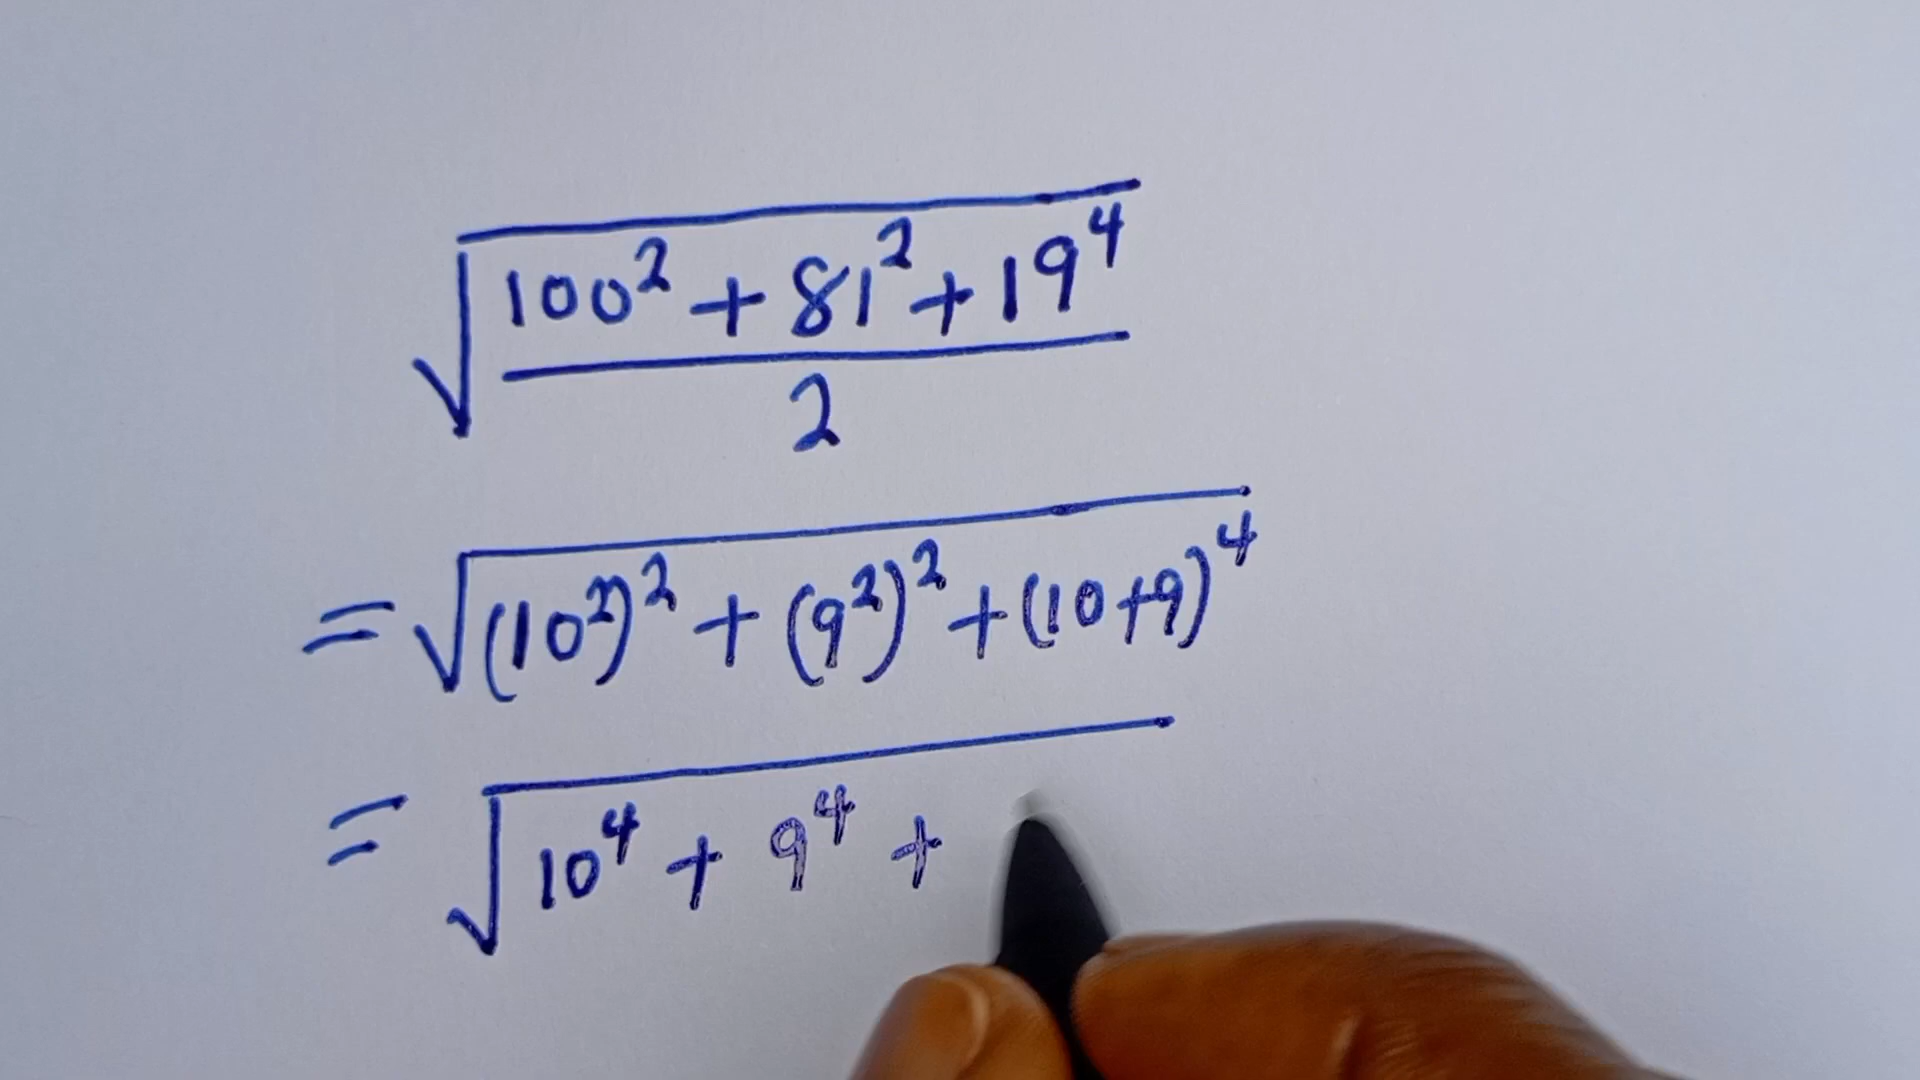 √((100² + 81² + 19⁴)/2)
= √((10²)² + (9²)² + (10+9)⁴)
= √(10⁴ + 9⁴ +